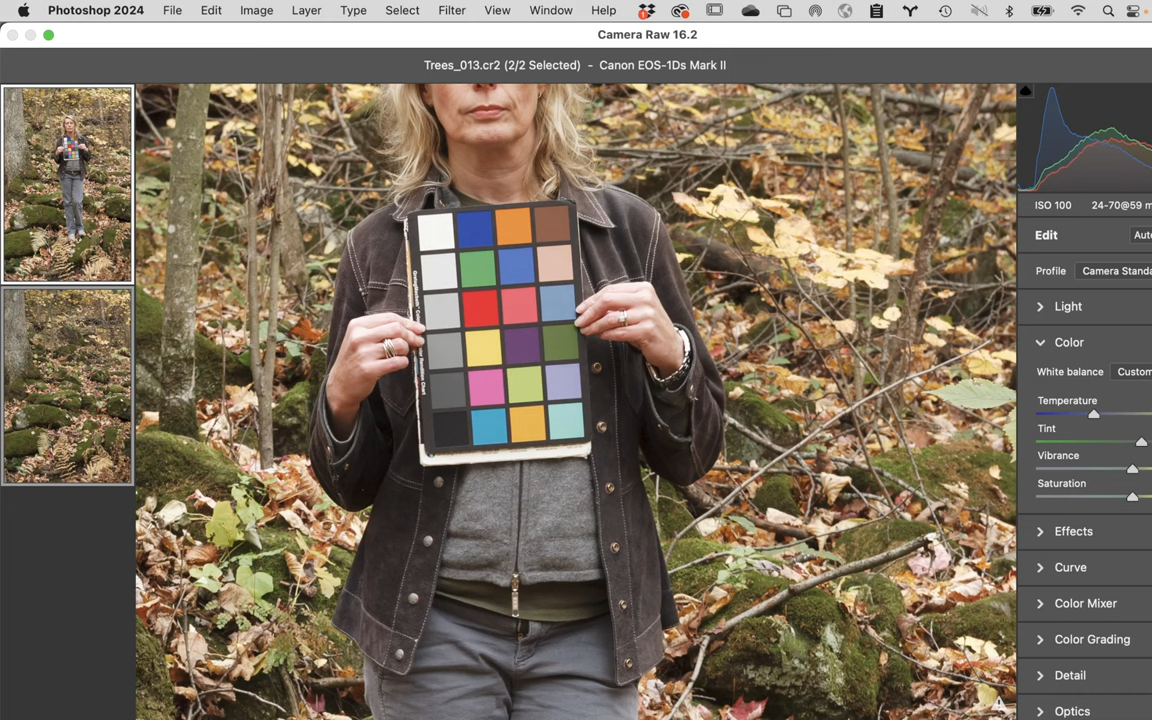 Photoshop 2024 File Edit Image Layer Type Select Filter View Window Help
Camera Raw 16.2
Trees_013.cr2 (2/2 Selected) - Canon EOS-1Ds Mark II
ISO 100 24-70@59 m
Edit Aut
Profile Camera Standa
Light
Color
White balance Custom
Temperature
Tint
Vibrance
Saturation
Effects
Curve
Color Mixer
Color Grading
Detail
Optics